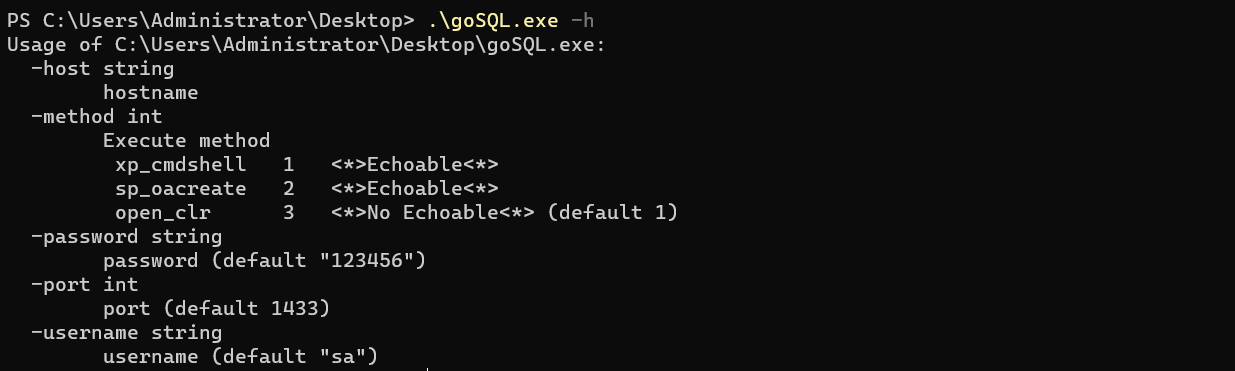 PS C:\Users\Administrator\Desktop> .\goSQL.exe -h
Usage of C:\Users\Administrator\Desktop\goSQL.exe:
  -host string
        hostname
  -method int
        Execute method
         xp_cmdshell   1   <*>Echoable<*>
         sp_oacreate   2   <*>Echoable<*>
         open_clr      3   <*>No Echoable<*> (default 1)
  -password string
        password (default "123456")
  -port int
        port (default 1433)
  -username string
        username (default "sa")